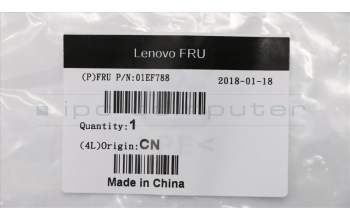 Lenovo FRU
(P)FRU P/N:01EF788
2018-01-18
Quantity:1
(4L)Origin:CN
Made in China